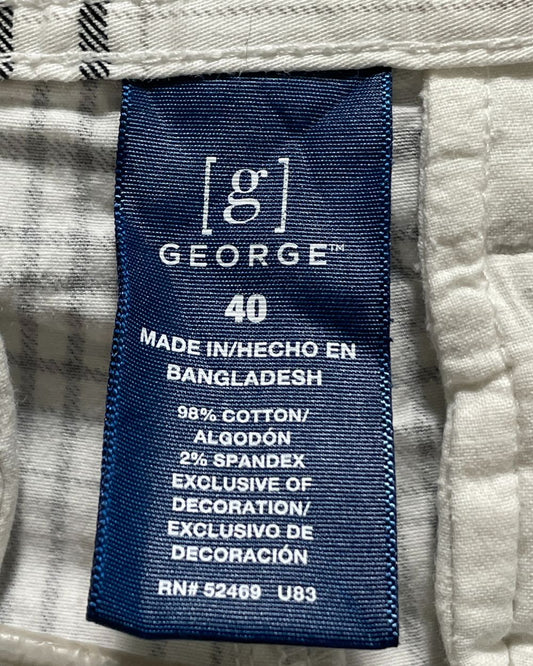 [g]
GEORGE™
40
MADE IN/HECHO EN
BANGLADESH
98% COTTON/
ALGODÓN
2% SPANDEX
EXCLUSIVE OF
DECORATION/
EXCLUSIVO DE
DECORACIÓN
RN# 52469 U83